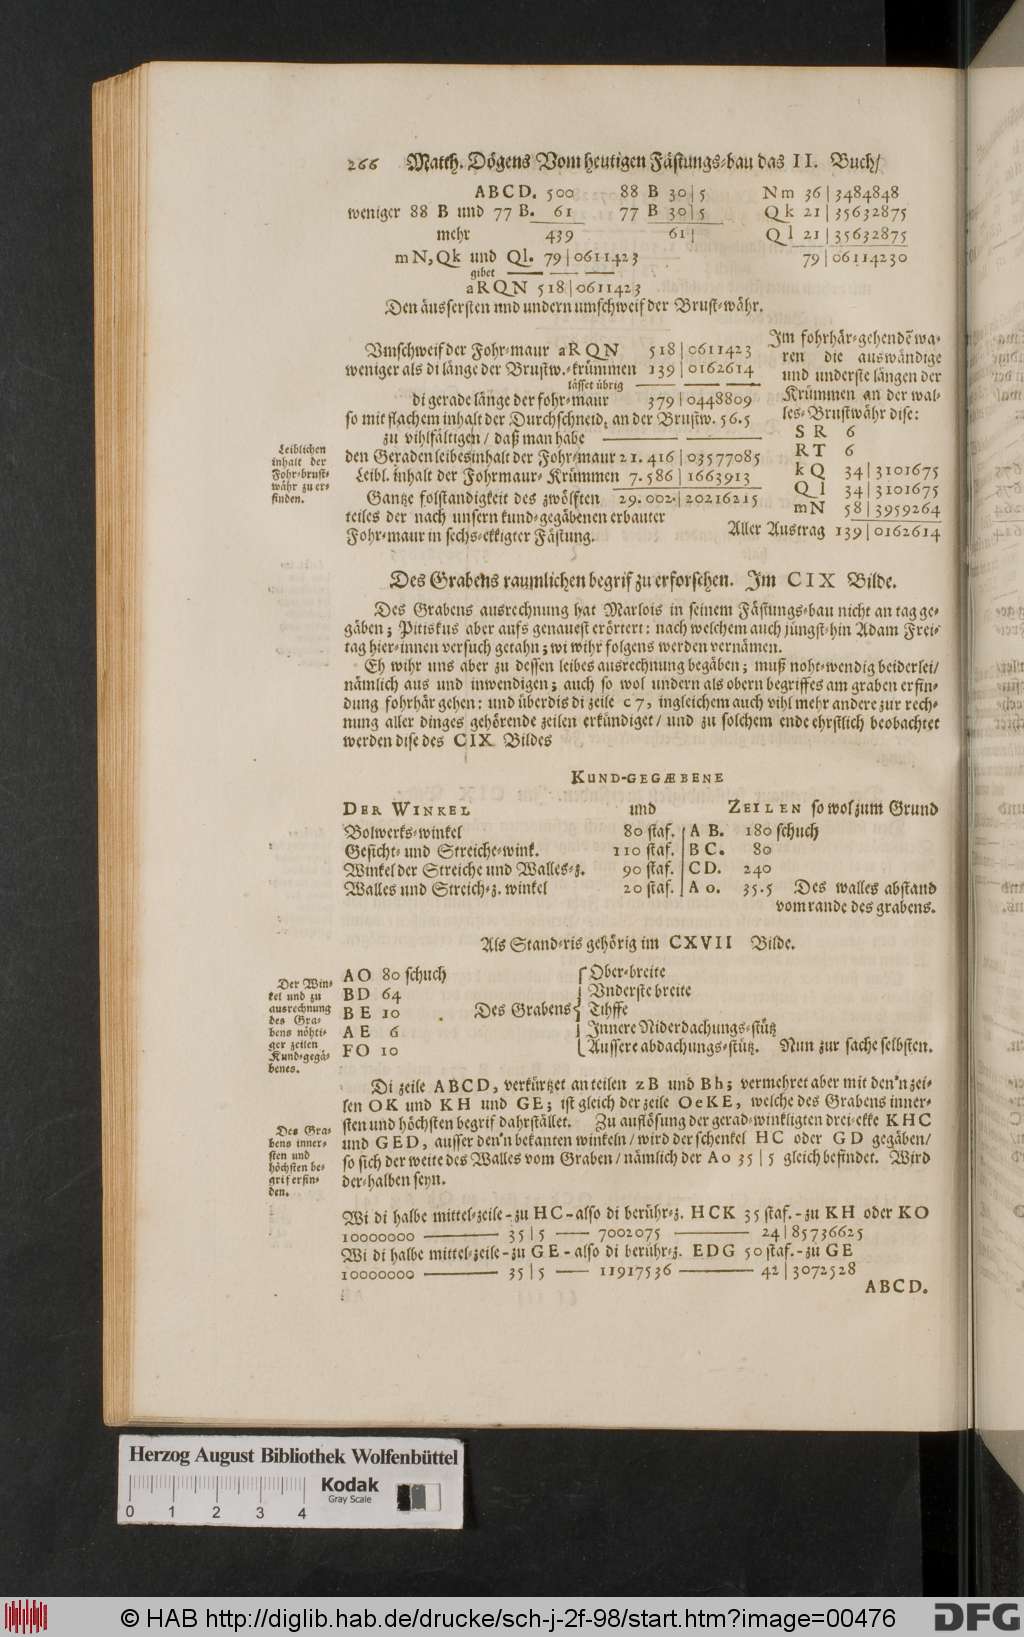 266 Matth. Dögens Vom heutigen Fästungs-bau das II. Buch/
ABCD. 500 88 B 30|5 Nm 36|3484848
weniger 88 B und 77 B. 61 77 B 30|5 Qk 21|35632875
mehr 439 61| Ql 21|35632875
mN, Qk und Ql. 79|0611423 79|06114230
gibet
aRQN 518|0611423
Den äussersten und undern umschweif der Brust-währ.
Vmschweif der Fohr-maur aRQN 518|0611423
weniger als di länge der Brustw.-krümmen 139|0162614
lässet übrig
di gerade länge der fohr-maur 379|0448809
so mit flachem inhalt der Durchschneid, an der Brustw. 56.5
zu vihlfältigen/ daß man habe
den Geraden leibesinhalt der Fohr-maur 21.416|03577085
Leibl. inhalt der Fohrmaur-Krümmen 7.586|1663913
Gantze folstandigkeit des zwölften 29.002.|20216215
teiles der nach unsern kund-gegäbenen erbauter
Fohr-maur in sechs-ekkigter Fästung.
Im fohrhär-gehendē wa-
ren die auswändige
und underste längen der
Krümmen an der wal-
les-Brustwähr dise:
S R 6
R T 6
k Q 34|3101675
Q l 34|3101675
mN 58|3959264
Aller Austrag 139|0162614
Leiblichen
inhalt der
Fohr-brust-
währ zu er-
finden.
Des Grabens raumlichen begrif zu erforschen. Im CIX Bilde.
Des Grabens ausrechnung hat Marlois in seinem Fästungs-bau nicht an tag ge-
gäben; Pitiskus aber aufs genauest erörtert: nach welchem auch jüngst-hin Adam Frei-
tag hier-innen versuch getahn; wi wihr folgens werden vernämen.
Eh wihr uns aber zu dessen leibes ausrechnung begäben; muß noht-wendig beiderlei/
nämlich aus und inwendigen; auch so wol undern als obern begriffes am graben erfin-
dung fohrhär gehen: und überdis di zeile c 7, ingleichem auch vihl mehr andere zur rech-
nung aller dinges gehörende zeilen erkündiget/ und zu solchem ende ehrstlich beobachtet
werden dise des CIX Bildes
KUND-GEGÆBENE
DER WINKEL und ZEILEN so wol zum Grund
Bolwerks-winkel 80 staf. A B. 180 schuch
Gesicht- und Streiche-wink. 110 staf. B C. 80
Winkel der Streiche und Walles-z. 90 staf. CD. 240
Walles und Streich-z. winkel 20 staf. A o. 35.5 Des walles abstand
vom rande des grabens.
Als Stand-ris gehörig im CXVII Bilde.
Der Win-
kel und zu
ausrechnung
des Gra-
bens nöhti-
ger zeilen
Kund-gegä-
benes.
AO 80 schuch Ober-breite
BD 64 Vnderste breite
BE 10 Des Grabens Tihffe
AE 6 Innere Niderdachungs-stütz
FO 10 Aussere abdachungs-stütz. Nun zur sache selbsten.
Di zeile ABCD, verkürtzet an teilen zB und Bh; vermehret aber mit den'n zei-
len OK und KH und GE; ist gleich der zeile OeKE, welche des Grabens inner-
sten und höchsten begrif dahrstället. Zu auflösung der gerad-winkligten drei-ekke KHC
und GED, ausser den'n bekanten winkeln/ wird der schenkel HC oder GD gegäben/
so sich der weite des Walles vom Graben/ nämlich der Ao 35|5 gleich befindet. Wird
der-halben seyn.
Des Gra-
bens inner-
sten und
höchsten be-
grif erfin-
den.
Wi di halbe mittel-zeile-zu HC-also di berühr-z. HCK 35 staf.-zu KH oder KO
10000000 — 35|5 — 7002075 — 24|85736625
Wi di halbe mittel-zeile-zu GE-also di berühr-z. EDG 50 staf.-zu GE
10000000 — 35|5 — 11917536 — 42|3072528
ABCD.
Herzog August Bibliothek Wolfenbüttel
Kodak
Gray Scale
0 1 2 3 4
© HAB http://diglib.hab.de/drucke/sch-j-2f-98/start.htm?image=00476
DFG